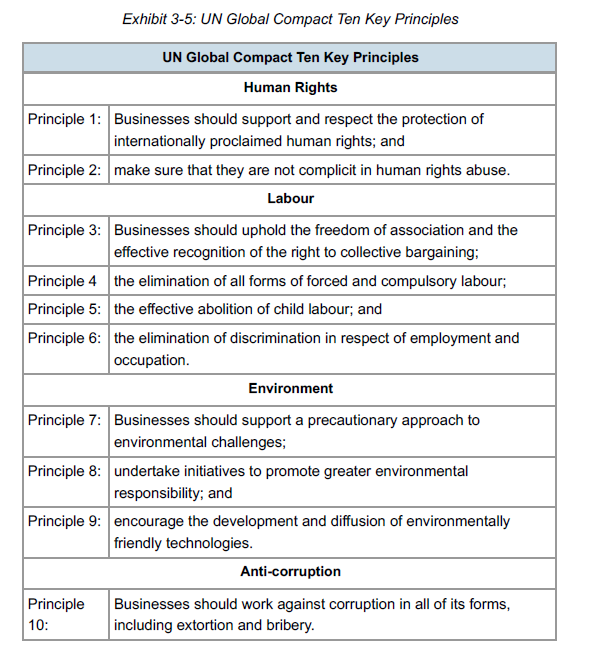 Exhibit 3-5: UN Global Compact Ten Key Principles
UN Global Compact Ten Key Principles
Human Rights
Principle 1: Businesses should support and respect the protection of
internationally proclaimed human rights; and
Principle 2: make sure that they are not complicit in human rights abuse.
Labour
Principle 3: Businesses should uphold the freedom of association and the
effective recognition of the right to collective bargaining;
Principle 4 the elimination of all forms of forced and compulsory labour;
Principle 5: the effective abolition of child labour; and
Principle 6: the elimination of discrimination in respect of employment and
occupation.
Environment
Principle 7: Businesses should support a precautionary approach to
environmental challenges;
Principle 8: undertake initiatives to promote greater environmental
responsibility; and
Principle 9: encourage the development and diffusion of environmentally
friendly technologies.
Anti-corruption
Principle
10:
Businesses should work against corruption in all of its forms,
including extortion and bribery.